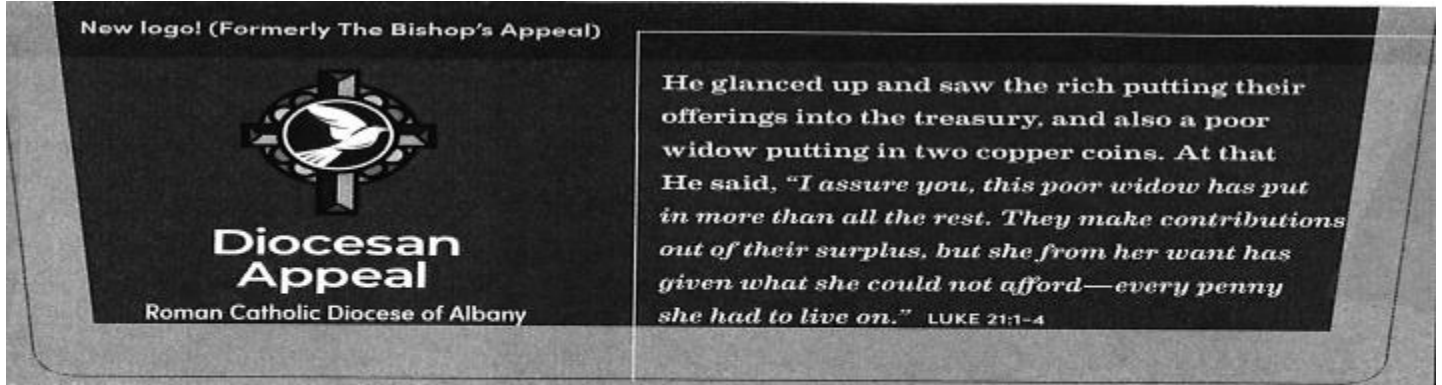 New logo! (Formerly The Bishop's Appeal)
Diocesan
Appeal
Roman Catholic Diocese of Albany
He glanced up and saw the rich putting their
offerings into the treasury, and also a poor
widow putting in two copper coins. At that
He said, “I assure you, this poor widow has put
in more than all the rest. They make contributions
out of their surplus, but she from her want has
given what she could not afford—every penny
she had to live on.” LUKE 21:1–4